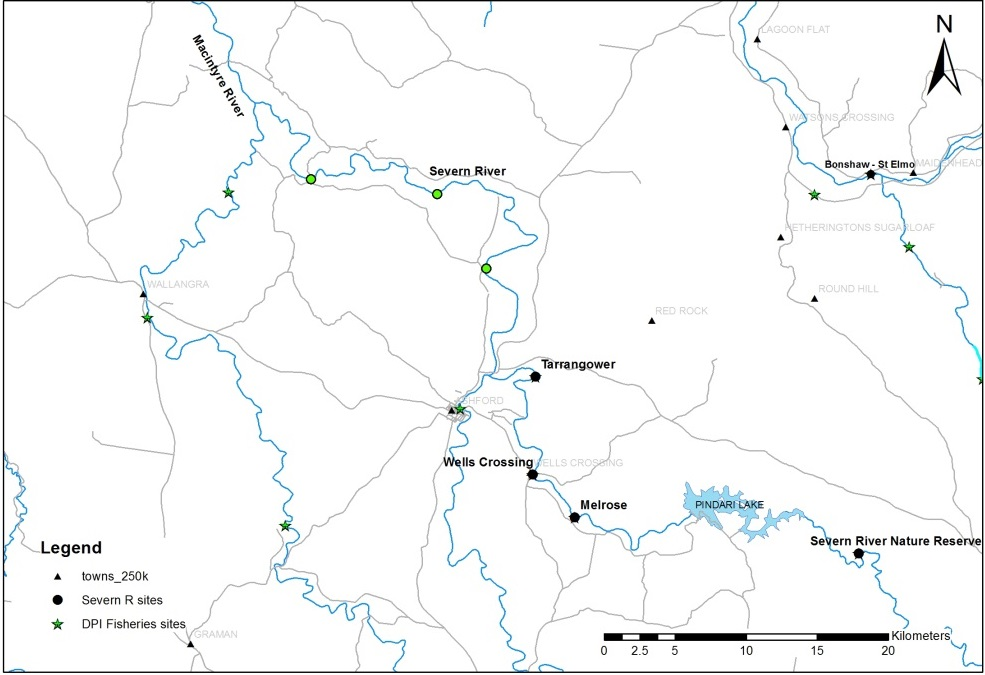 N
LAGOON FLAT
Macintyre River
WATSONS CROSSING
Bonshaw - St Elmo
MAIDENHEAD
Severn River
HETHERINGTONS SUGARLOAF
WALLANGRA
ROUND HILL
RED ROCK
Tarrangower
ASHFORD
Wells Crossing
WELLS CROSSING
Melrose
PINDARI LAKE
Severn River Nature Reserve
Legend
towns_250k
Severn R sites
DPI Fisheries sites
GRAMAN
Kilometers
0 2.5 5 10 15 20